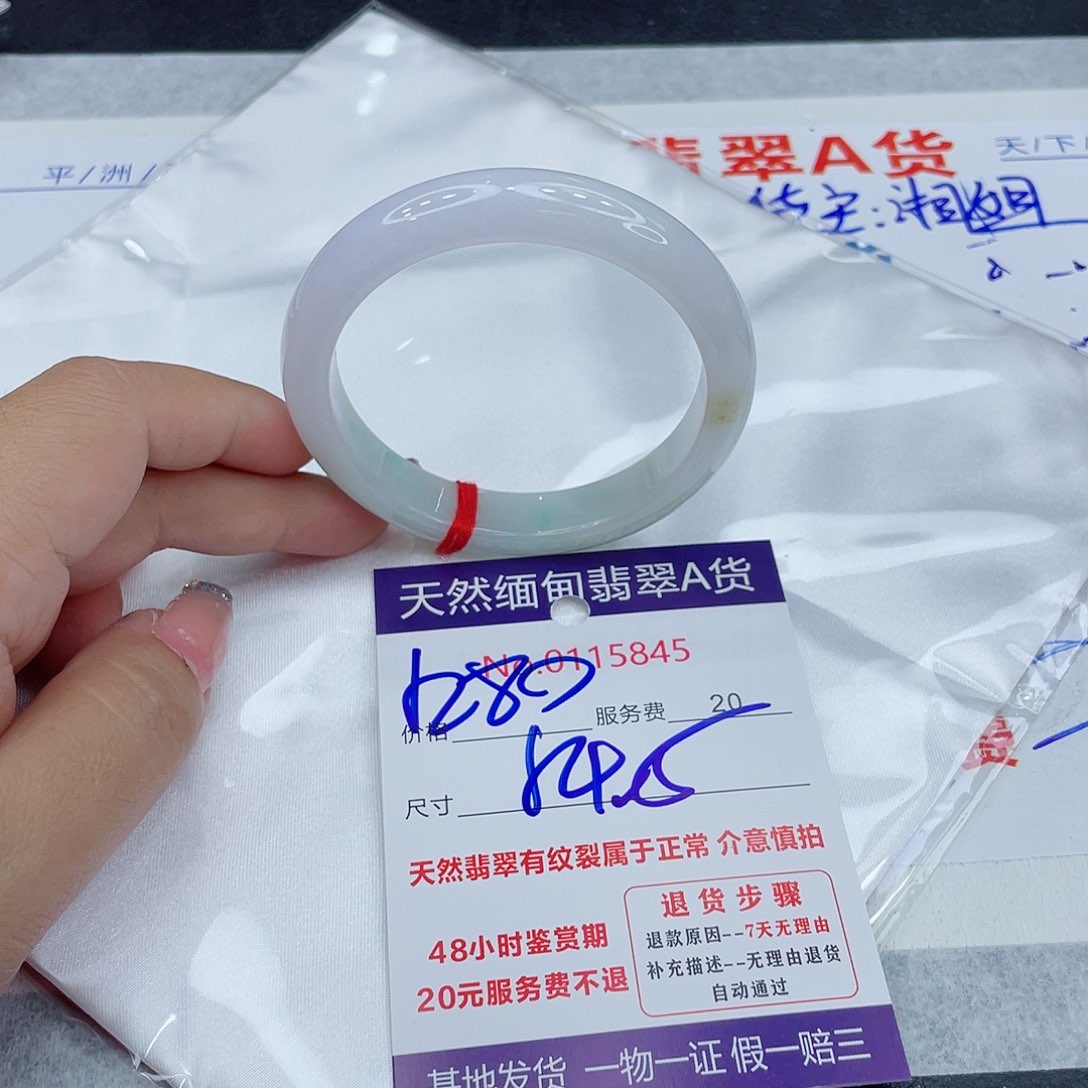 平/洲/
翡翠A货
天/下/
货主:湘姐
天然缅甸翡翠A货
No.0115845
价格 服务费 20
尺寸
天然翡翠有纹裂属于正常 介意慎拍
48小时鉴赏期
20元服务费不退
退货步骤
退款原因--7天无理由
补充描述--无理由退货
自动通过
基地发货 一物一证 假一赔三